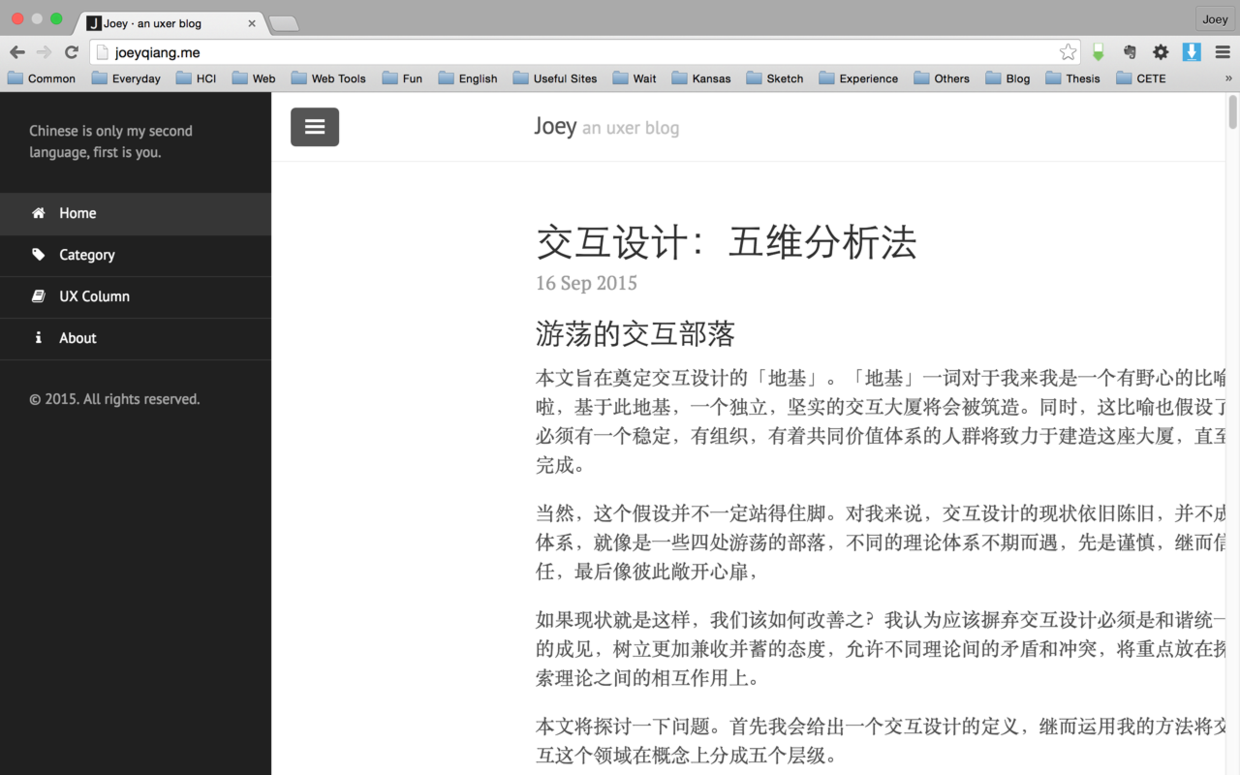 Joey · an uxer blog
Joey
joeyqiang.me
Common Everyday HCI Web Web Tools Fun English Useful Sites Wait Kansas Sketch Experience Others Blog Thesis CETE »
Chinese is only my second
language, first is you.
Home
Category
UX Column
About
© 2015. All rights reserved.
Joey an uxer blog
交互设计：五维分析法
16 Sep 2015
游荡的交互部落
本文旨在奠定交互设计的「地基」。「地基」一词对于我来我是一个有野心的比喻
啦，基于此地基，一个独立，坚实的交互大厦将会被筑造。同时，这比喻也假设了
必须有一个稳定，有组织，有着共同价值体系的人群将致力于建造这座大厦，直至
完成。
当然，这个假设并不一定站得住脚。对我来说，交互设计的现状依旧陈旧，并不成
体系，就像是一些四处游荡的部落，不同的理论体系不期而遇，先是谨慎，继而信
任，最后像彼此敞开心扉，
如果现状就是这样，我们该如何改善之？我认为应该摒弃交互设计必须是和谐统一
的成见，树立更加兼收并蓄的态度，允许不同理论间的矛盾和冲突，将重点放在探
索理论之间的相互作用上。
本文将探讨一下问题。首先我会给出一个交互设计的定义，继而运用我的方法将交
互这个领域在概念上分成五个层级。